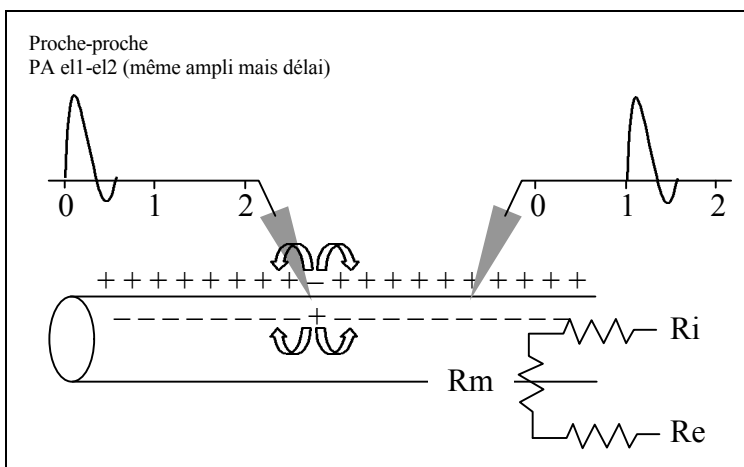 Proche-proche
PA el1-el2 (même ampli mais délai)
0 1 2 0 1 2
+ + + + + + + + + – + + + + + + + + + +
– – – – – – – – – + – – – – – – – – – –
Ri
Rm
Re